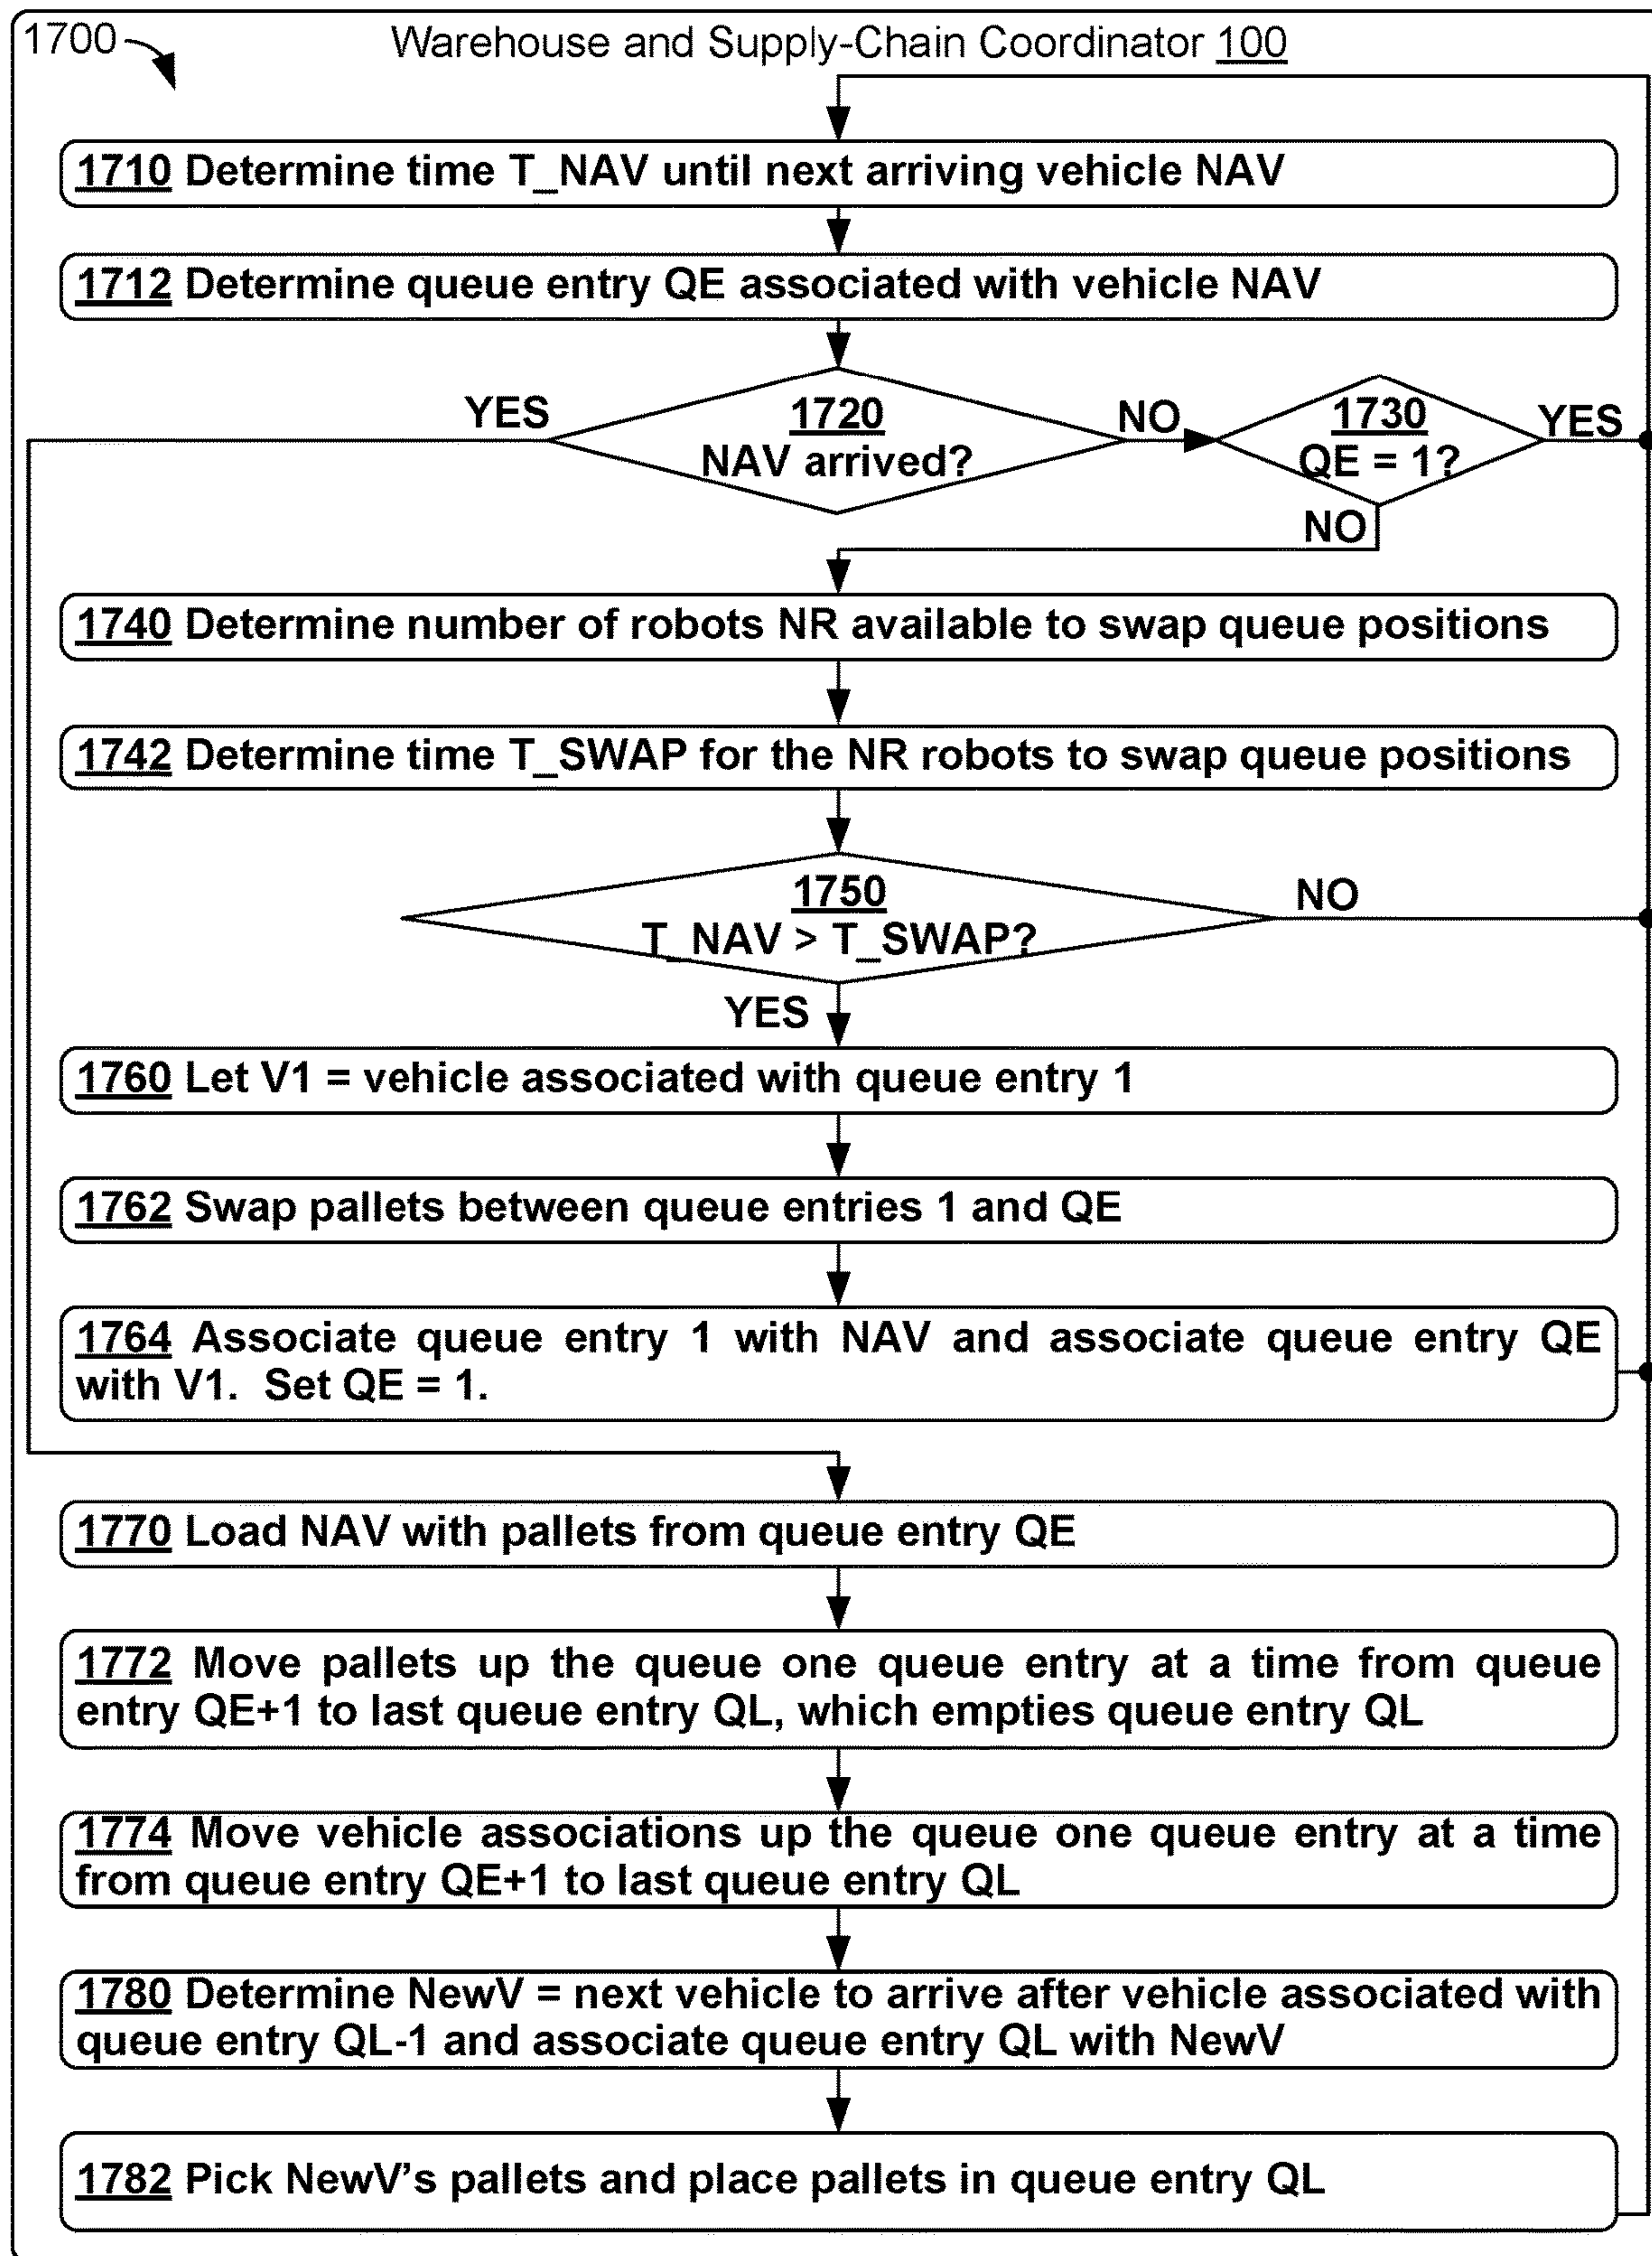 1700
Warehouse and Supply-Chain Coordinator 100
1710 Determine time T_NAV until next arriving vehicle NAV
1712 Determine queue entry QE associated with vehicle NAV
YES
1720
NAV arrived?
NO
1730
QE = 1?
YES
NO
1740 Determine number of robots NR available to swap queue positions
1742 Determine time T_SWAP for the NR robots to swap queue positions
1750
T_NAV > T_SWAP?
NO
YES
1760 Let V1 = vehicle associated with queue entry 1
1762 Swap pallets between queue entries 1 and QE
1764 Associate queue entry 1 with NAV and associate queue entry QE
with V1. Set QE = 1.
1770 Load NAV with pallets from queue entry QE
1772 Move pallets up the queue one queue entry at a time from queue
entry QE+1 to last queue entry QL, which empties queue entry QL
1774 Move vehicle associations up the queue one queue entry at a time
from queue entry QE+1 to last queue entry QL
1780 Determine NewV = next vehicle to arrive after vehicle associated with
queue entry QL-1 and associate queue entry QL with NewV
1782 Pick NewV's pallets and place pallets in queue entry QL